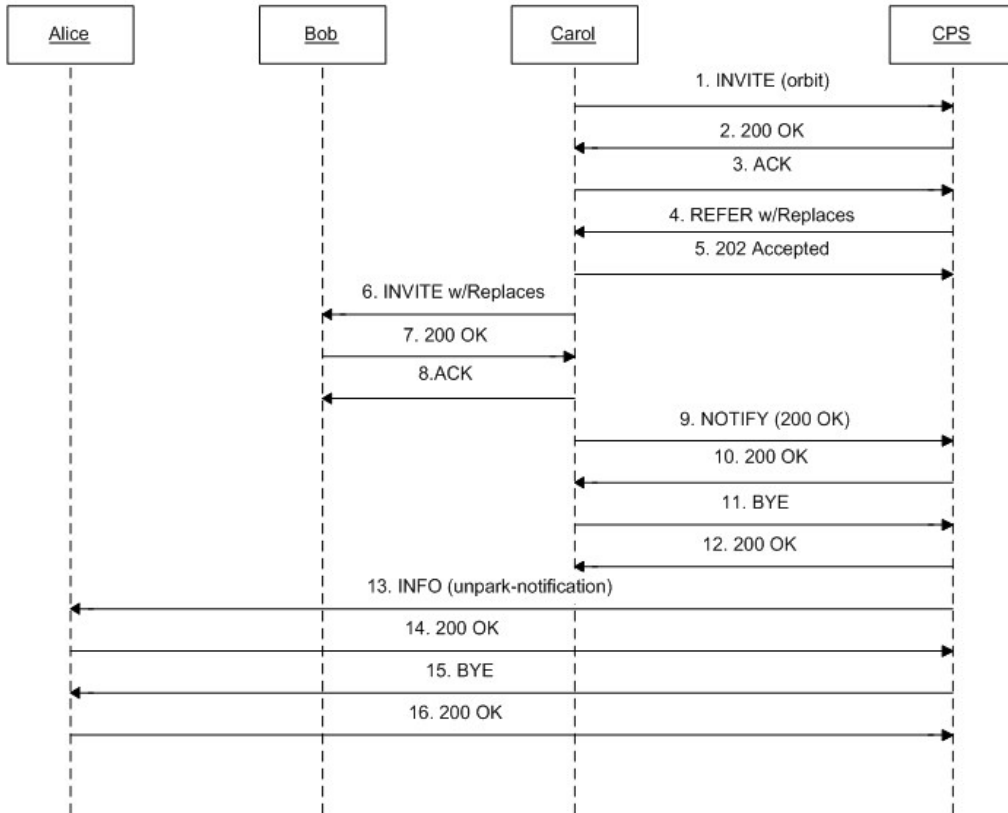 Alice
Bob
Carol
CPS
1. INVITE (orbit)
2. 200 OK
3. ACK
4. REFER w/Replaces
5. 202 Accepted
6. INVITE w/Replaces
7. 200 OK
8.ACK
9. NOTIFY (200 OK)
10. 200 OK
11. BYE
12. 200 OK
13. INFO (unpark-notification)
14. 200 OK
15. BYE
16. 200 OK